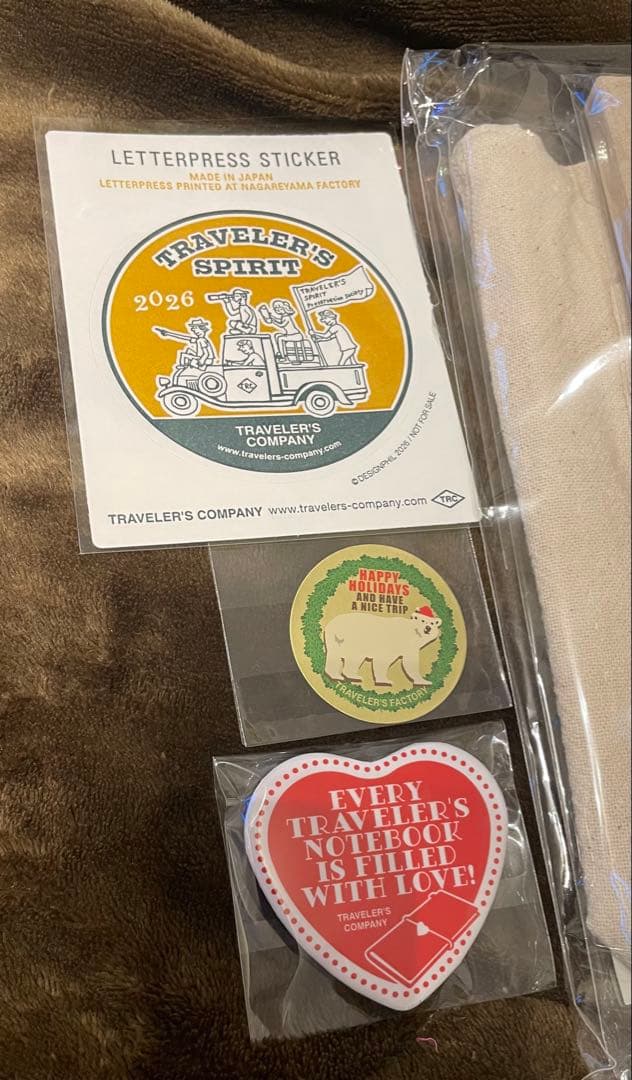 LETTERPRESS STICKER
MADE IN JAPAN
LETTERPRESS PRINTED AT NAGAREYAMA FACTORY
TRAVELER'S
SPIRIT
2026
TRAVELER'S
SPIRIT
Preservation Society
TRC
TRAVELER'S
COMPANY
www.travelers-company.com
©DESIGNPHIL 2026 / NOT FOR SALE
TRAVELER'S COMPANY www.travelers-company.com TRC
HAPPY
HOLIDAYS
AND HAVE
A NICE TRIP
TRAVELER'S FACTORY
EVERY
TRAVELER'S
NOTEBOOK
IS FILLED
WITH LOVE!
TRAVELER'S
COMPANY